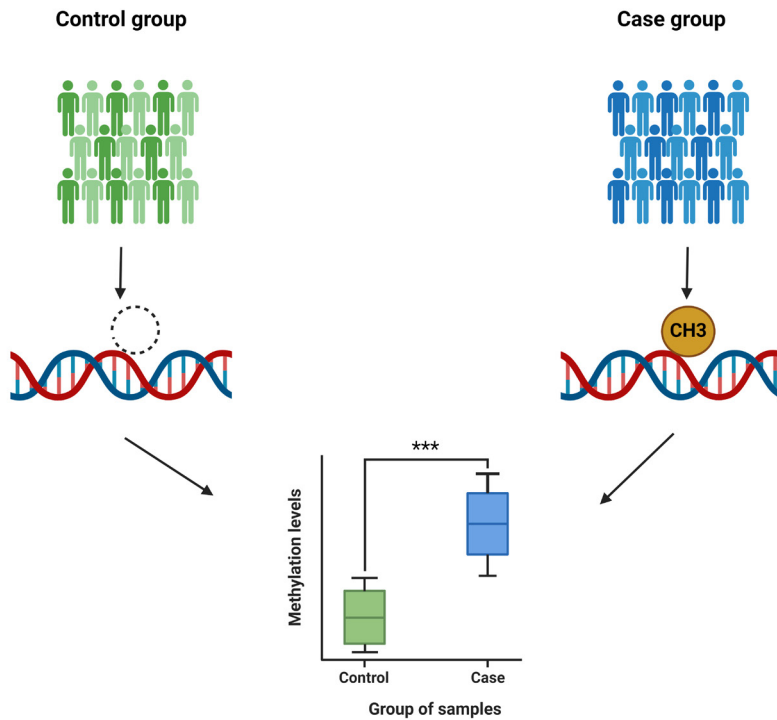 Control group
Case group
CH3
***
Methylation levels
Control
Case
Group of samples